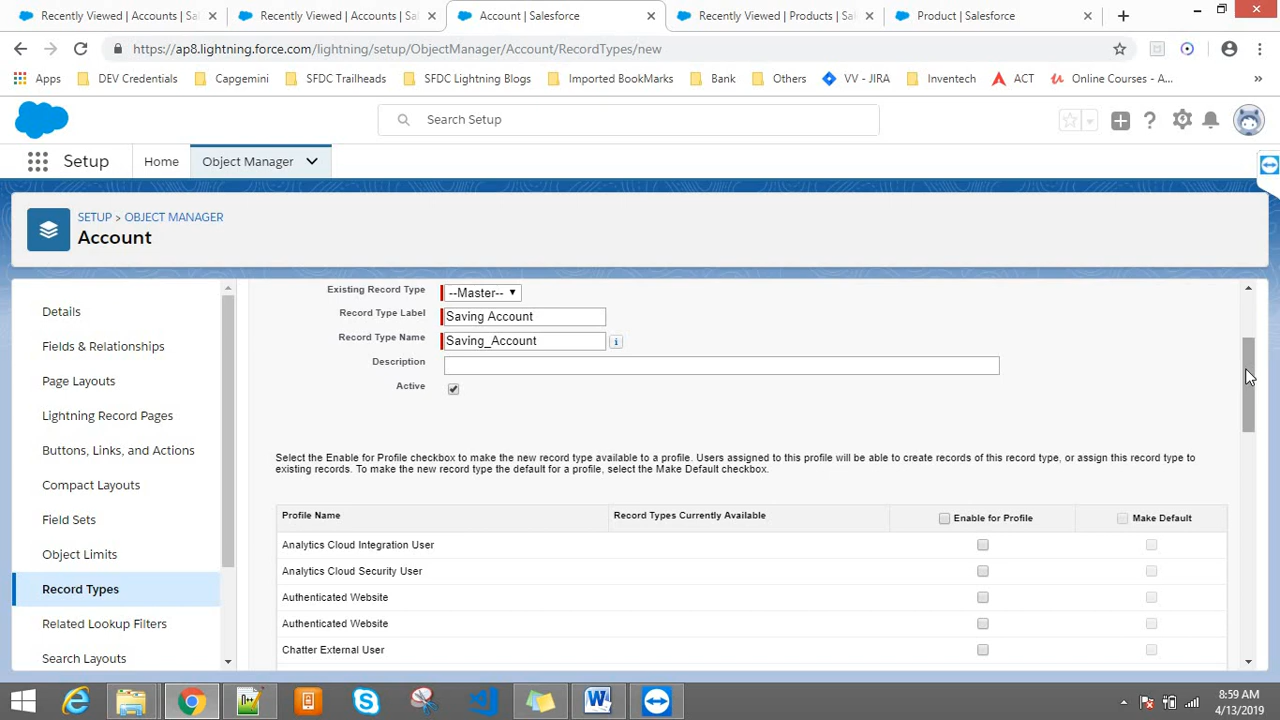 Recently Viewed | Accounts | Sal
Recently Viewed | Accounts | Sa
Account | Salesforce
Recently Viewed | Products | Sa
Product | Salesforce
https://ap8.lightning.force.com/lightning/setup/ObjectManager/Account/RecordTypes/new
Apps
DEV Credentials
Capgemini
SFDC Trailheads
SFDC Lightning Blogs
Imported BookMarks
Bank
Others
VV - JIRA
Inventech
ACT
Online Courses - A...
Search Setup
Setup
Home
Object Manager
SETUP > OBJECT MANAGER
Account
Details
Fields & Relationships
Page Layouts
Lightning Record Pages
Buttons, Links, and Actions
Compact Layouts
Field Sets
Object Limits
Record Types
Related Lookup Filters
Search Layouts
Existing Record Type --Master--
Record Type Label Saving Account
Record Type Name Saving_Account
Description
Active
Select the Enable for Profile checkbox to make the new record type available to a profile. Users assigned to this profile will be able to create records of this record type, or assign this record type to
existing records. To make the new record type the default for a profile, select the Make Default checkbox.
Profile Name Record Types Currently Available Enable for Profile Make Default
Analytics Cloud Integration User
Analytics Cloud Security User
Authenticated Website
Authenticated Website
Chatter External User
8:59 AM
4/13/2019